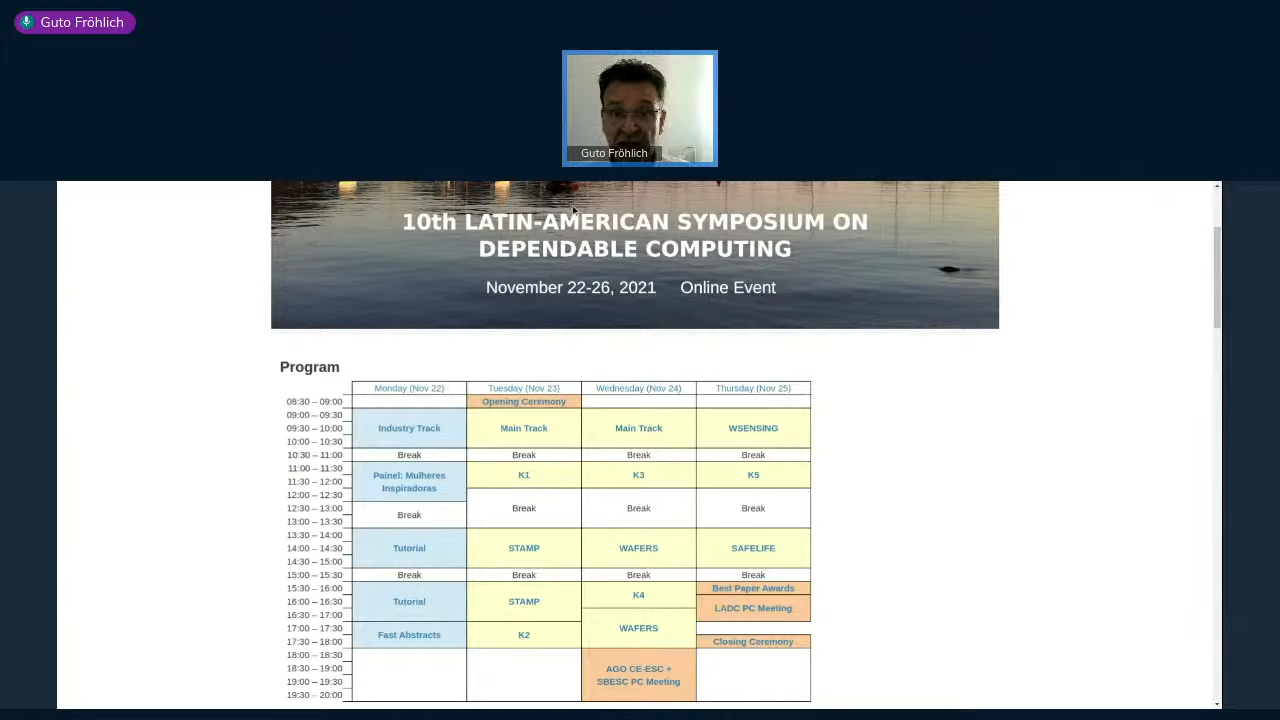 Guto Fröhlich
Guto Fröhlich
10th LATIN-AMERICAN SYMPOSIUM ON
DEPENDABLE COMPUTING
November 22-26, 2021 Online Event
Program
Monday (Nov 22) Tuesday (Nov 23) Wednesday (Nov 24) Thursday (Nov 25)
08:30 – 09:00 Opening Ceremony
09:00 – 09:30
09:30 – 10:00 Industry Track Main Track Main Track WSENSING
10:00 – 10:30
10:30 – 11:00 Break Break Break Break
11:00 – 11:30
Painel: Mulheres K1 K3 K5
11:30 – 12:00
Inspiradoras
12:00 – 12:30
12:30 – 13:00 Break Break Break
Break
13:00 – 13:30
13:30 – 14:00
14:00 – 14:30 Tutorial STAMP WAFERS SAFELIFE
14:30 – 15:00
15:00 – 15:30 Break Break Break Break
15:30 – 16:00 Best Paper Awards
K4
16:00 – 16:30 Tutorial STAMP
LADC PC Meeting
16:30 – 17:00
17:00 – 17:30 WAFERS
Fast Abstracts K2
17:30 – 18:00 Closing Ceremony
18:00 – 18:30
18:30 – 19:00 AGO CE-ESC +
19:00 – 19:30 SBESC PC Meeting
19:30 – 20:00